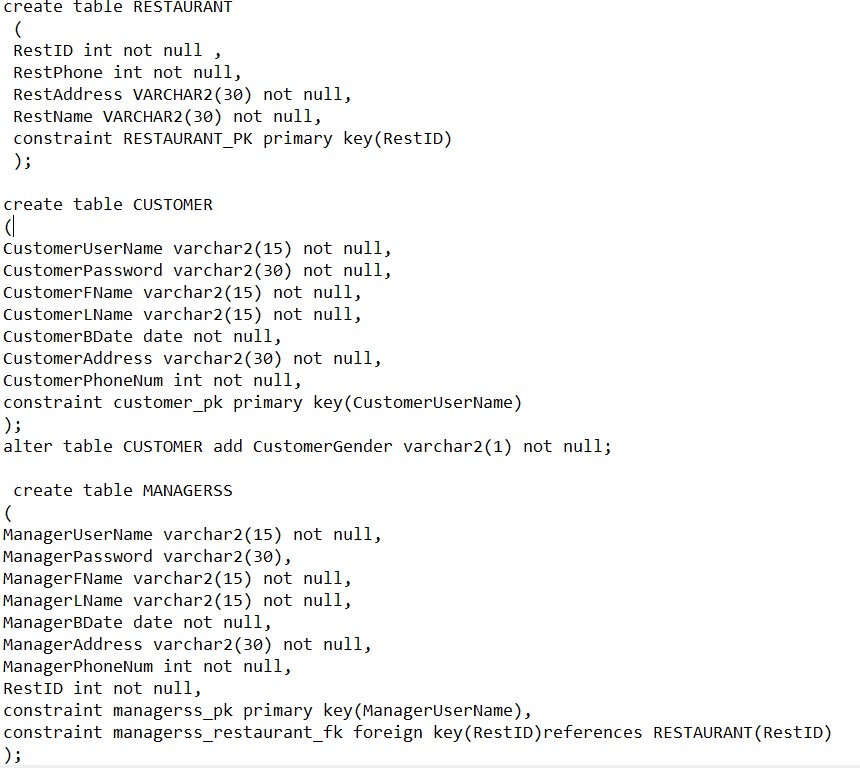 create table RESTAURANT
(
RestID int not null ,
RestPhone int not null,
RestAddress VARCHAR2(30) not null,
RestName VARCHAR2(30) not null,
constraint RESTAURANT_PK primary key(RestID)
);
create table CUSTOMER
(
CustomerUserName varchar2(15) not null,
CustomerPassword varchar2(30) not null,
CustomerFName varchar2(15) not null,
CustomerLName varchar2(15) not null,
CustomerBDate date not null,
CustomerAddress varchar2(30) not null,
CustomerPhoneNum int not null,
constraint customer_pk primary key(CustomerUserName)
);
alter table CUSTOMER add CustomerGender varchar2(1) not null;
create table MANAGERSS
(
ManagerUserName varchar2(15) not null,
ManagerPassword varchar2(30),
ManagerFName varchar2(15) not null,
ManagerLName varchar2(15) not null,
ManagerBDate date not null,
ManagerAddress varchar2(30) not null,
ManagerPhoneNum int not null,
RestID int not null,
constraint managerss_pk primary key(ManagerUserName),
constraint managerss_restaurant_fk foreign key(RestID)references RESTAURANT(RestID)
);